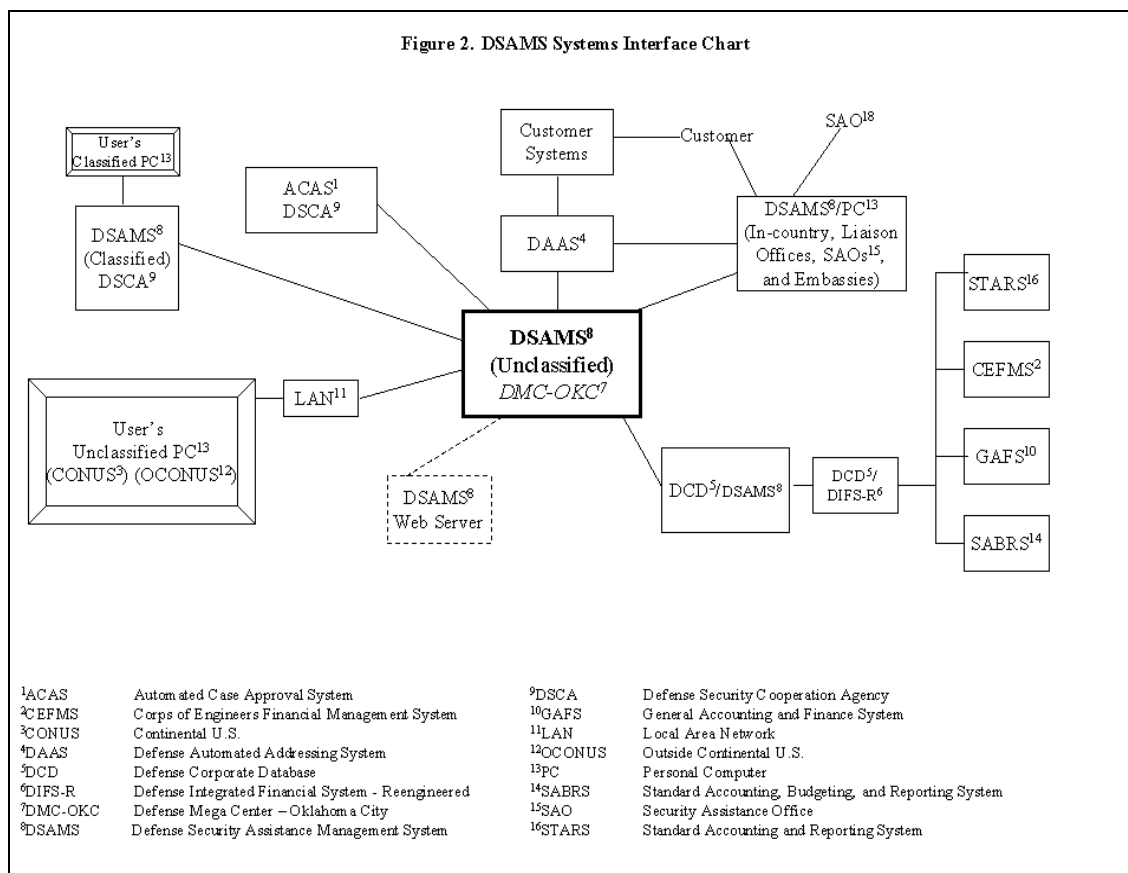 Figure 2. DSAMS Systems Interface Chart
User's
Classified PC¹³
DSAMS⁸
(Classified)
DSCA⁹
ACAS¹
DSCA⁹
Customer
Systems
Customer
SAO¹⁸
DAAS⁴
DSAMS⁸/PC¹³
(In-country, Liaison
Offices, SAOs¹⁵,
and Embassies)
DSAMS⁸
(Unclassified)
DMC-OKC⁷
User's
Unclassified PC¹³
(CONUS³) (OCONUS¹²)
LAN¹¹
DSAMS⁸
Web Server
DCD⁵/DSAMS⁸
DCD⁵/
DIFS-R⁶
STARS¹⁶
CEFMS²
GAFS¹⁰
SABRS¹⁴
¹ACAS Automated Case Approval System
²CEFMS Corps of Engineers Financial Management System
³CONUS Continental U.S.
⁴DAAS Defense Automated Addressing System
⁵DCD Defense Corporate Database
⁶DIFS-R Defense Integrated Financial System - Reengineered
⁷DMC-OKC Defense Mega Center – Oklahoma City
⁸DSAMS Defense Security Assistance Management System
⁹DSCA Defense Security Cooperation Agency
¹⁰GAFS General Accounting and Finance System
¹¹LAN Local Area Network
¹²OCONUS Outside Continental U.S.
¹³PC Personal Computer
¹⁴SABRS Standard Accounting, Budgeting, and Reporting System
¹⁵SAO Security Assistance Office
¹⁶STARS Standard Accounting and Reporting System